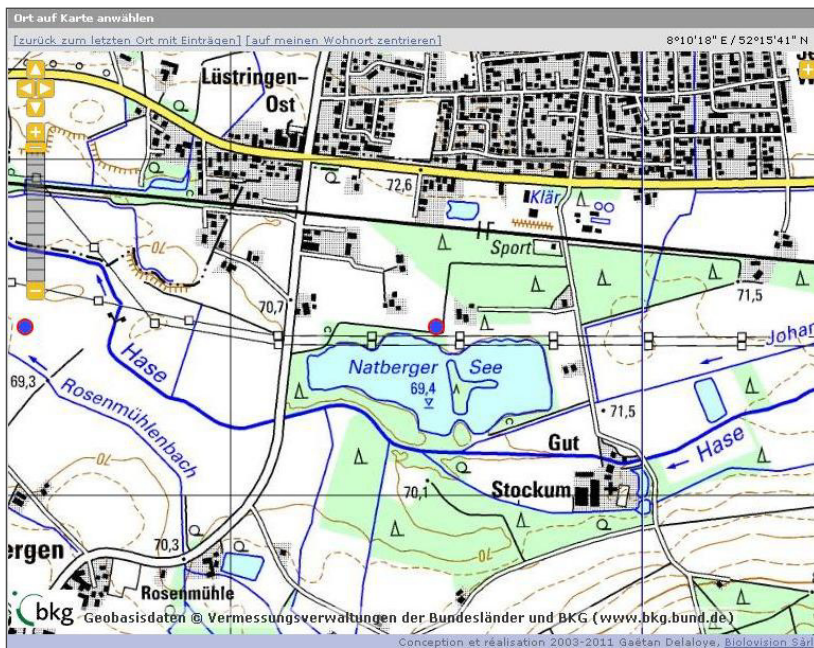 Ort auf Karte anwählen
[zurück zum letzten Ort mit Einträgen] [auf meinen Wohnort zentrieren]
8°10'18" E / 52°15'41" N
Lüstringen-
Ost
72,6
Klär
Sport
70
70,7
71,5
Johan
Hase
Natberger See
69,4
69,3
Rosenmühlenbach
71,5
Gut
Hase
Stockum
70
70,1
70
70,3
bergen
Rosenmühle
bkg
Geobasisdaten © Vermessungsverwaltungen der Bundesländer und BKG (www.bkg.bund.de)
Conception et réalisation 2003-2011 Gaëtan Delaloye, Biolovision Sàrl